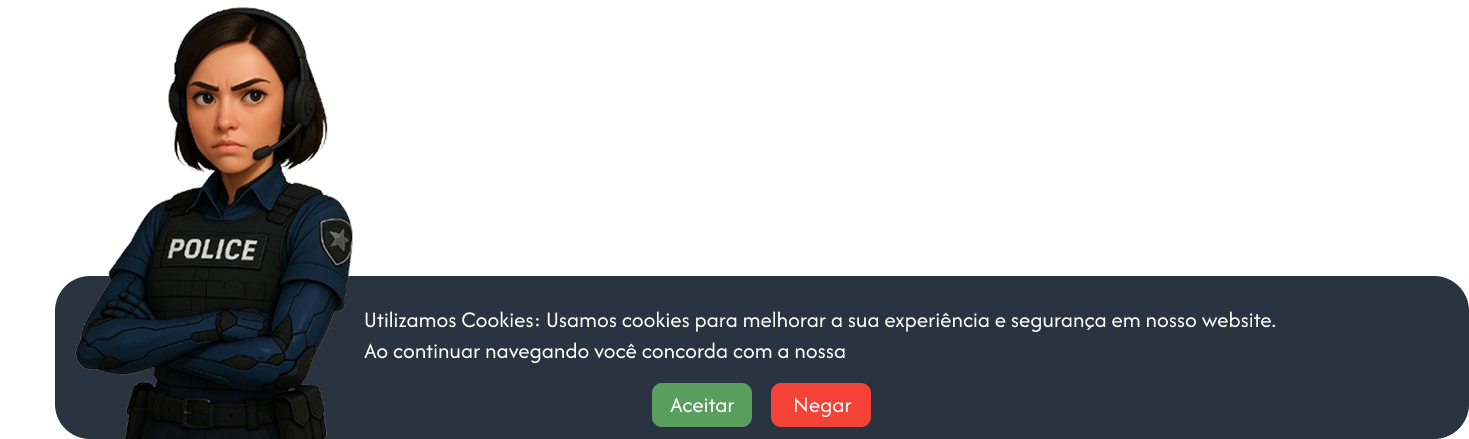 POLICE
Utilizamos Cookies: Usamos cookies para melhorar a sua experiência e segurança em nosso website.
Ao continuar navegando você concorda com a nossa
Aceitar Negar